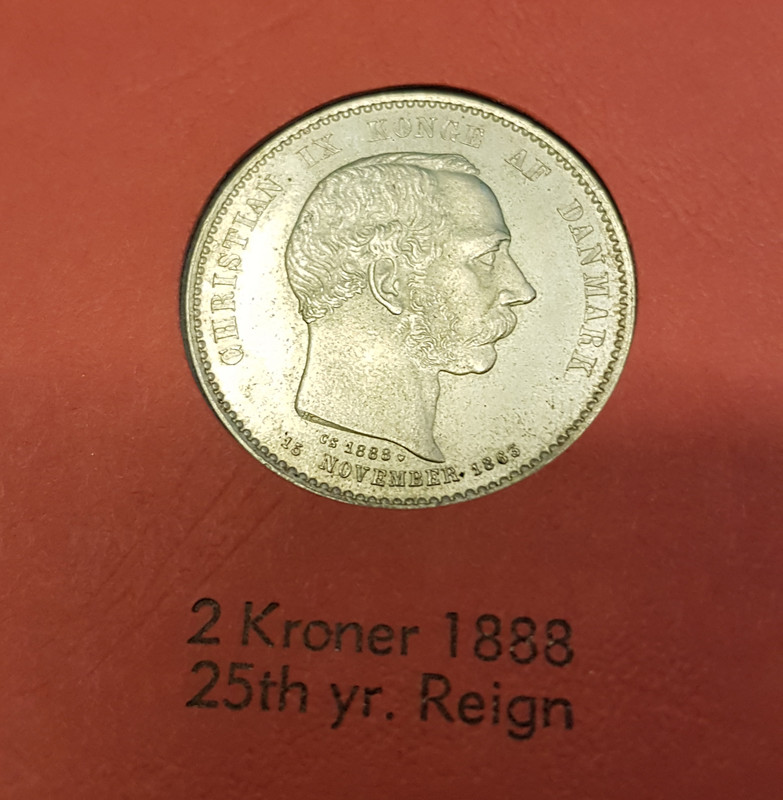 CHRISTIAN IX KONGE AF DANMARK
CS 1888 ♥
15 NOVEMBER. 1863
2 Kroner 1888
25th yr. Reign